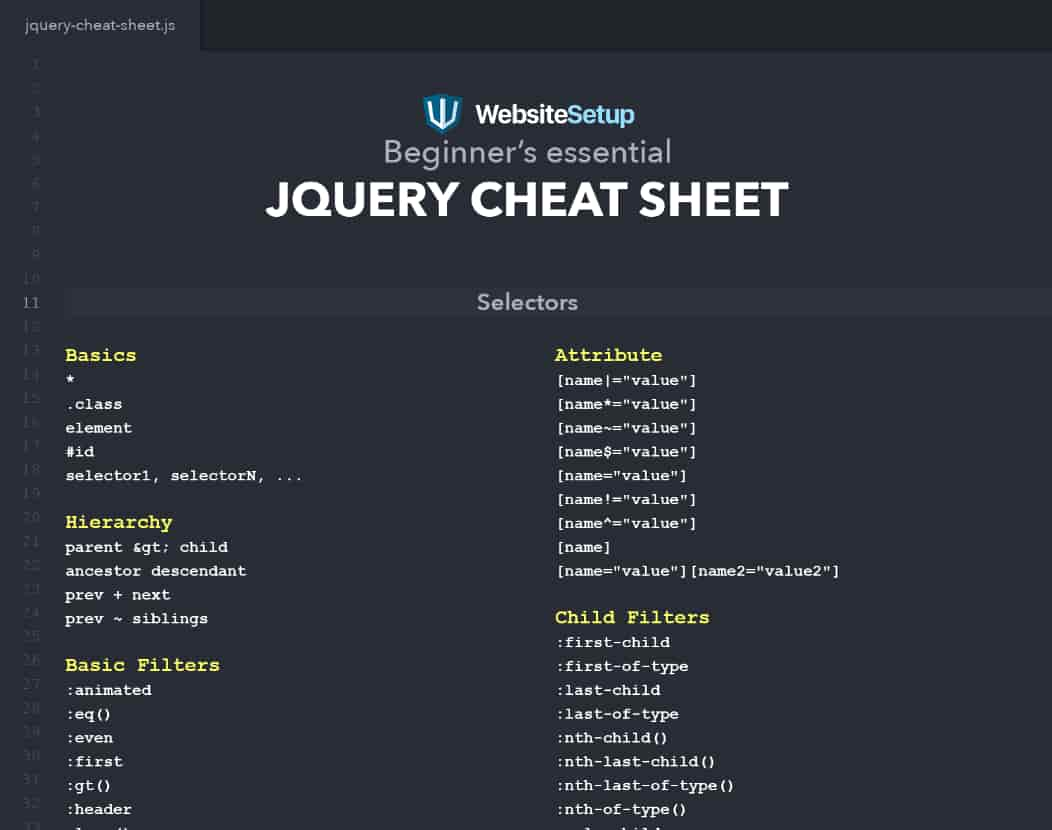 jquery-cheat-sheet.js
WebsiteSetup
Beginner's essential
JQUERY CHEAT SHEET
1
2
3
4
5
6
7
8
9
10
11
12
13
14
15
16
17
18
19
20
21
22
23
24
25
26
27
28
29
30
31
32
Selectors
Basics
*
.class
element
#id
selector1, selectorN, ...
Hierarchy
parent &gt; child
ancestor descendant
prev + next
prev ~ siblings
Basic Filters
:animated
:eq()
:even
:first
:gt()
:header
Attribute
[name|="value"]
[name*="value"]
[name~="value"]
[name$="value"]
[name="value"]
[name!="value"]
[name^="value"]
[name]
[name="value"][name2="value2"]
Child Filters
:first-child
:first-of-type
:last-child
:last-of-type
:nth-child()
:nth-last-child()
:nth-last-of-type()
:nth-of-type()